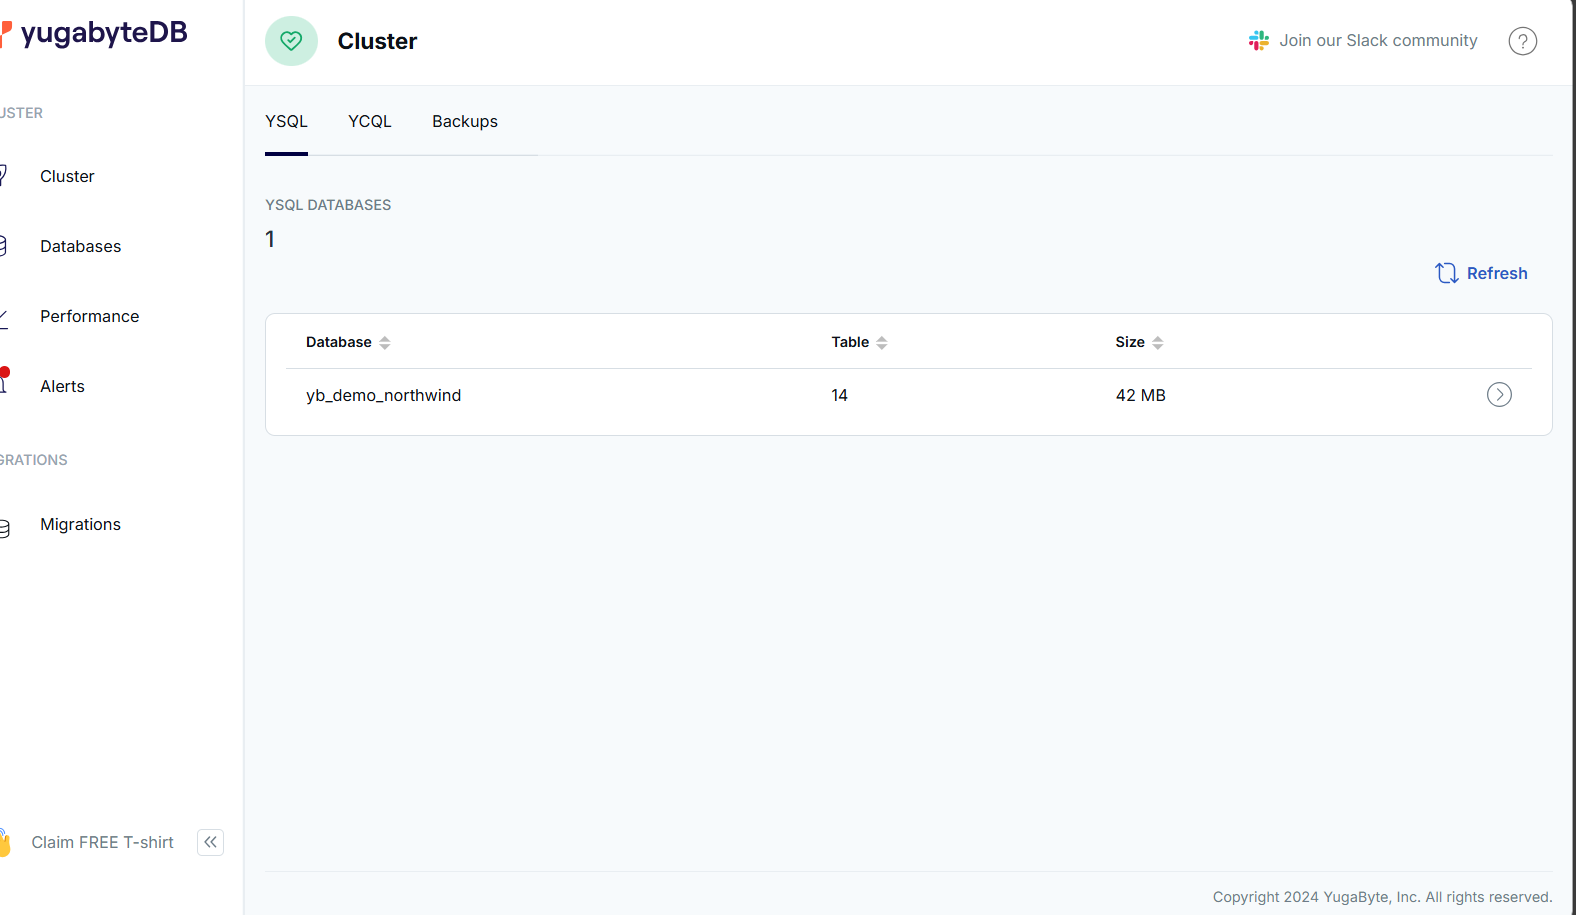 yugabyteDB
Cluster
Join our Slack community
?
USTER
Cluster
Databases
Performance
Alerts
GRATIONS
Migrations
Claim FREE T-shirt
YSQL YCQL Backups
YSQL DATABASES
1
Refresh
Database Table Size
yb_demo_northwind 14 42 MB
Copyright 2024 YugaByte, Inc. All rights reserved.